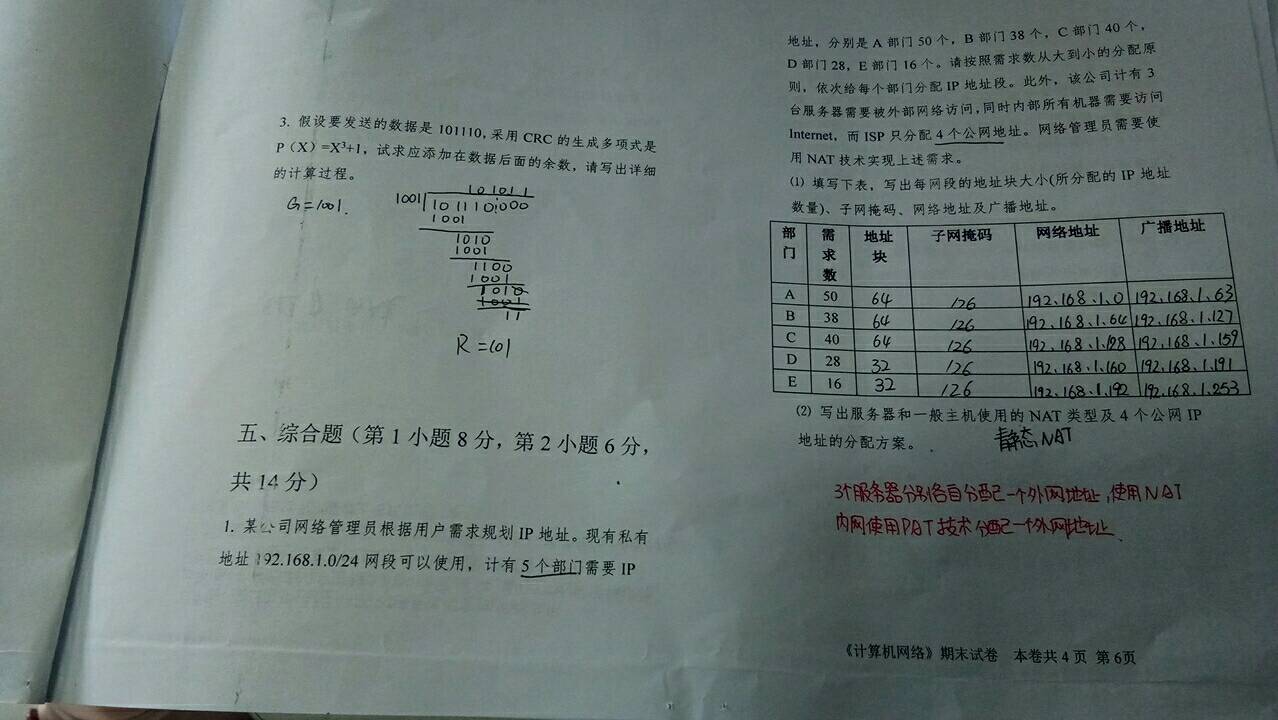 3. 假设要发送的数据是 101110,采用 CRC 的生成多项式是
P（X）=X³+1，试求应添加在数据后面的余数，请写出详细
的计算过程。
G=1001.
101011
1001 101110000
1001
1010
1001
1100
1001
1010
1001
11
R=101
五、综合题（第 1 小题 8 分，第 2 小题 6 分，
共 14 分）
1. 某公司网络管理员根据用户需求规划 IP 地址。现有私有
地址 192.168.1.0/24 网段可以使用，计有 5 个部门需要 IP
地址，分别是 A 部门 50 个，B 部门 38 个，C 部门 40 个，
D 部门 28，E 部门 16 个。请按照需求数从大到小的分配原
则，依次给每个部门分配 IP 地址段。此外，该公司计有 3
台服务器需要被外部网络访问,同时内部所有机器需要访问
Internet，而 ISP 只分配 4 个公网地址。网络管理员需要使
用 NAT 技术实现上述需求。
⑴ 填写下表，写出每网段的地址块大小(所分配的 IP 地址
数量)、子网掩码、网络地址及广播地址。
部门 需求数 地址块 子网掩码 网络地址 广播地址
A 50 64 126 192.168.1.0 192.168.1.63
B 38 64 126 192.168.1.64 192.168.1.127
C 40 64 126 192.168.1.128 192.168.1.159
D 28 32 126 192.168.1.160 192.168.1.191
E 16 32 126 192.168.1.192 192.168.1.253
⑵ 写出服务器和一般主机使用的 NAT 类型及 4 个公网 IP
地址的分配方案。
静态NAT
3个服务器分别各自分配一个外网地址,使用NAT
内网使用PAT技术分配一个外网地址.
《计算机网络》期末试卷 本卷共 4 页 第 6页